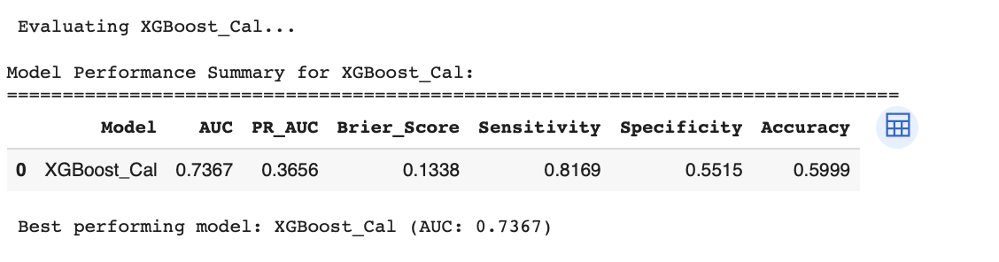 Evaluating XGBoost_Cal...
Model Performance Summary for XGBoost_Cal:
================================================================================
Model AUC PR_AUC Brier_Score Sensitivity Specificity Accuracy
0 XGBoost_Cal 0.7367 0.3656 0.1338 0.8169 0.5515 0.5999
Best performing model: XGBoost_Cal (AUC: 0.7367)